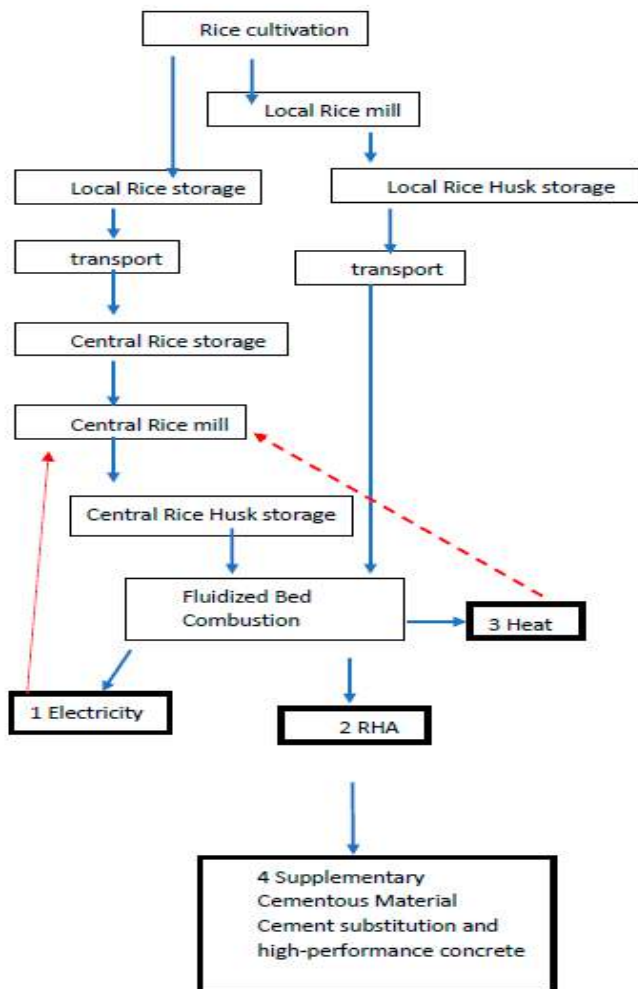 Rice cultivation
Local Rice mill
Local Rice storage
Local Rice Husk storage
transport
transport
Central Rice storage
Central Rice mill
Central Rice Husk storage
Fluidized Bed
Combustion
3 Heat
1 Electricity
2 RHA
4 Supplementary
Cementous Material
Cement substitution and
high-performance concrete